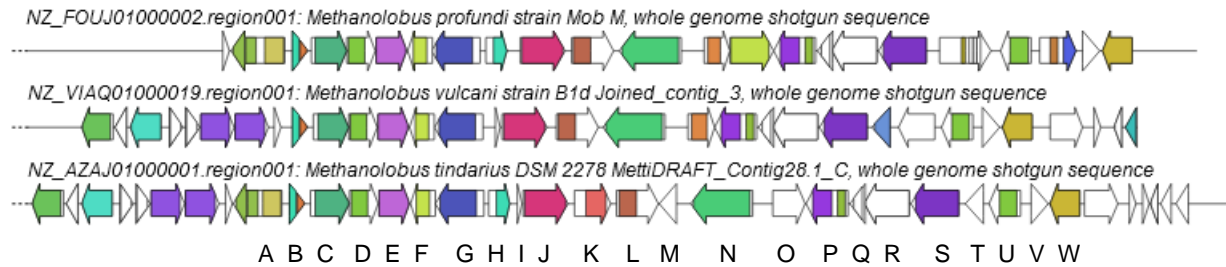 NZ_FOUJ01000002.region001: Methanolobus profundi strain Mob M, whole genome shotgun sequence
NZ_VIAQ01000019.region001: Methanolobus vulcani strain B1d Joined_contig_3, whole genome shotgun sequence
NZ_AZAJ01000001.region001: Methanolobus tindarius DSM 2278 MettiDRAFT_Contig28.1_C, whole genome shotgun sequence
A B C D E F G H I J K L M N O P Q R S T U V W